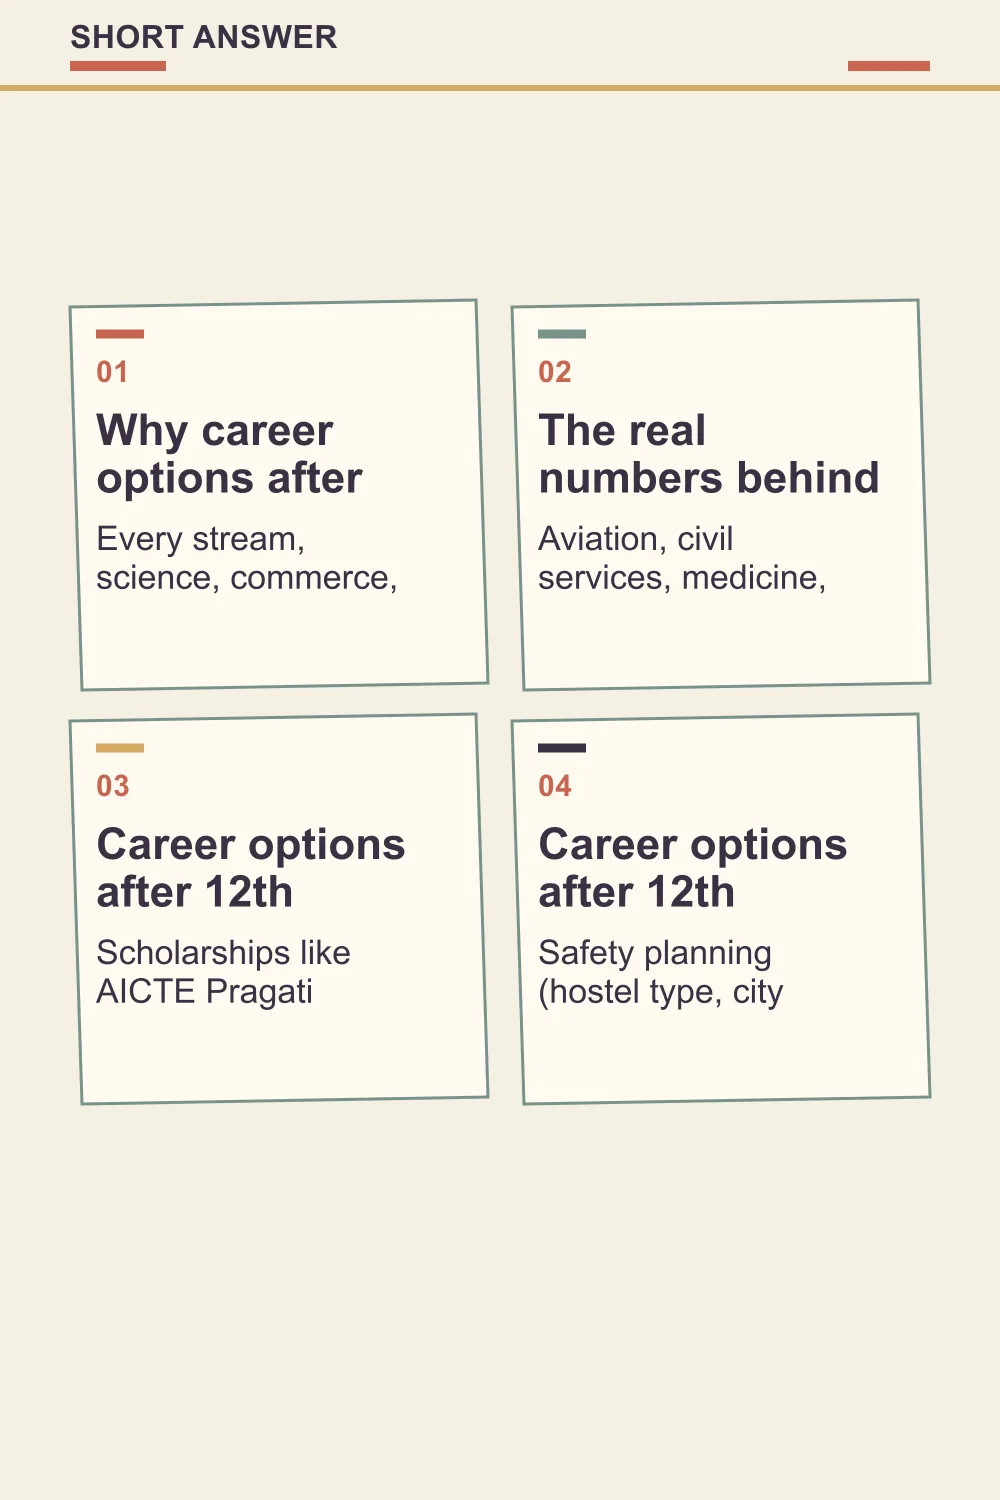 SHORT ANSWER
01
Why career
options after
Every stream,
science, commerce,
02
The real
numbers behind
Aviation, civil
services, medicine,
03
Career options
after 12th
Scholarships like
AICTE Pragati
04
Career options
after 12th
Safety planning
(hostel type, city